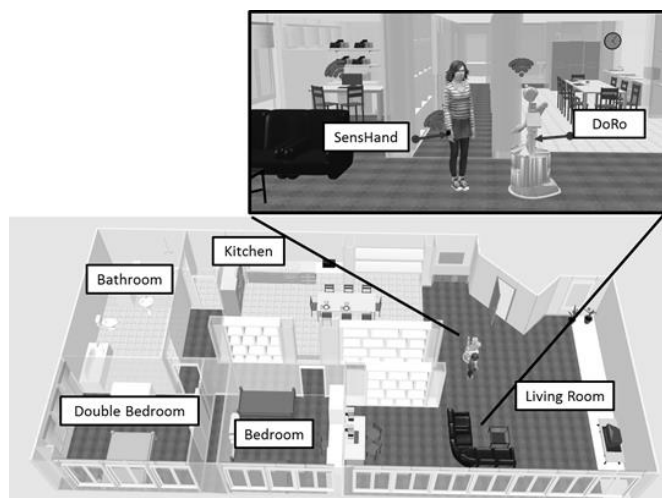 SensHand
DoRo
Kitchen
Bathroom
Living Room
Double Bedroom
Bedroom